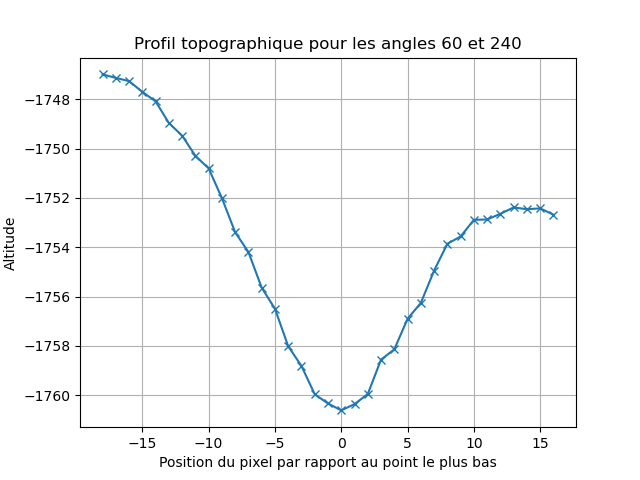 Profil topographique pour les angles 60 et 240
−1748
−1750
−1752
−1754
−1756
−1758
−1760
Altitude
−15 −10 −5 0 5 10 15
Position du pixel par rapport au point le plus bas